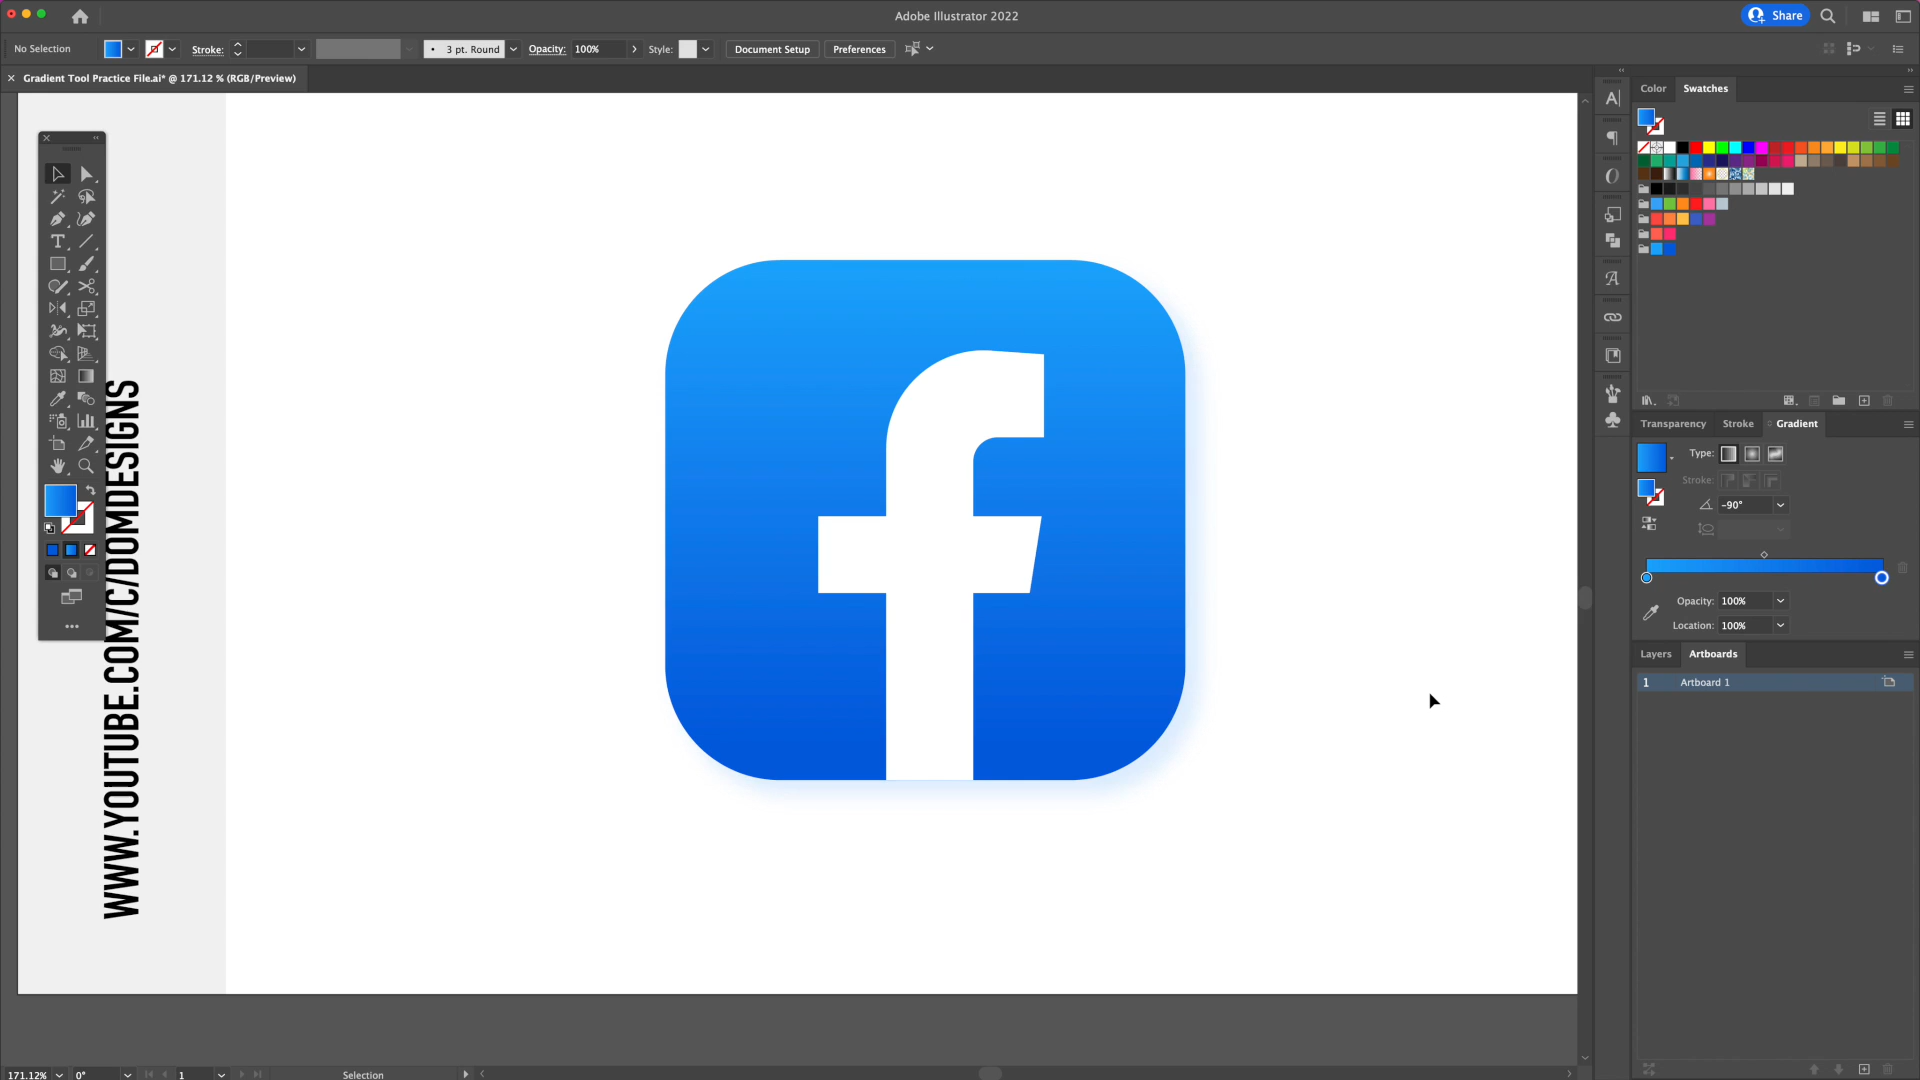 Adobe Illustrator 2022
Share
No Selection
Stroke:
3 pt. Round
Opacity:
100%
Style:
Document Setup
Preferences
Gradient Tool Practice File.ai* @ 171.12 % (RGB/Preview)
Color
Swatches
WWW.YOUTUBE.COM/C/DOMDESIGNS
Transparency
Stroke
Gradient
Type:
Stroke:
-90°
Opacity: 100%
Location: 100%
Layers
Artboards
1 Artboard 1
171.12%
0°
1
Selection